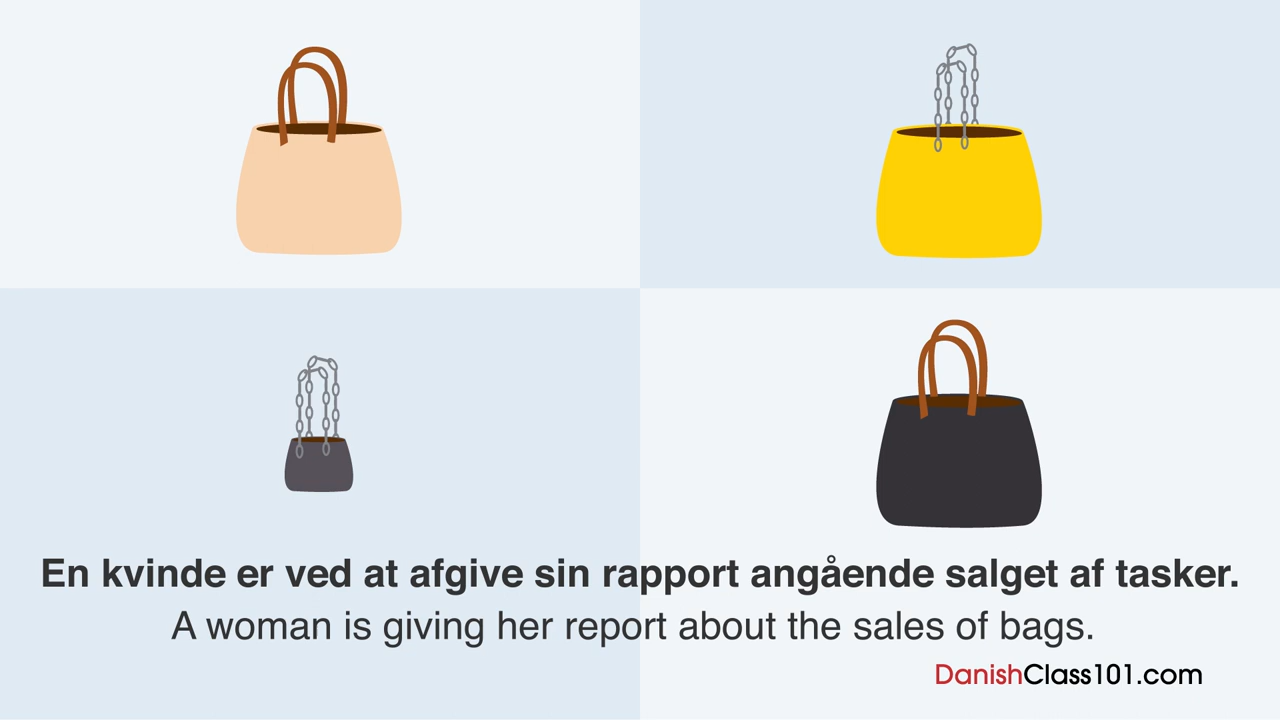 En kvinde er ved at afgive sin rapport angående salget af tasker.
A woman is giving her report about the sales of bags.
DanishClass101.com